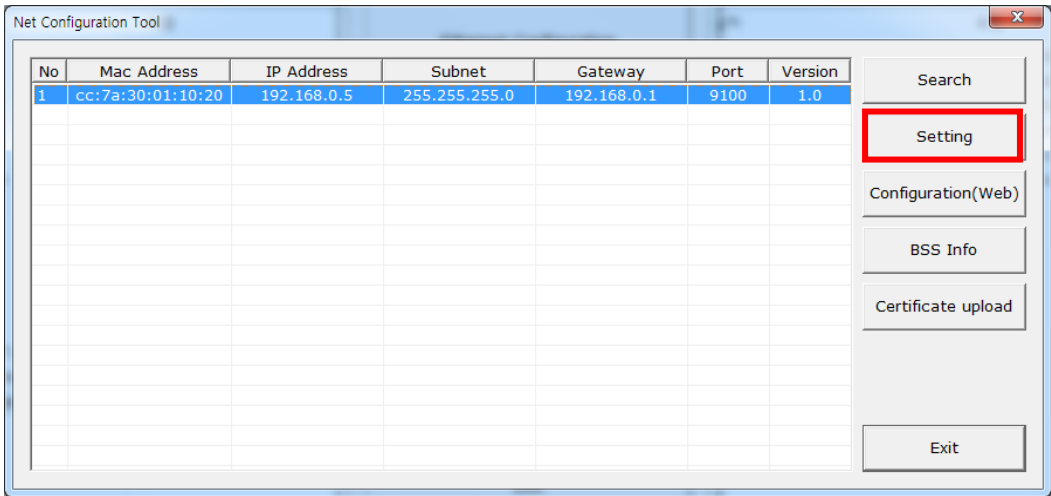 Net Configuration Tool
No Mac Address IP Address Subnet Gateway Port Version
1 cc:7a:30:01:10:20 192.168.0.5 255.255.255.0 192.168.0.1 9100 1.0
Search
Setting
Configuration(Web)
BSS Info
Certificate upload
Exit